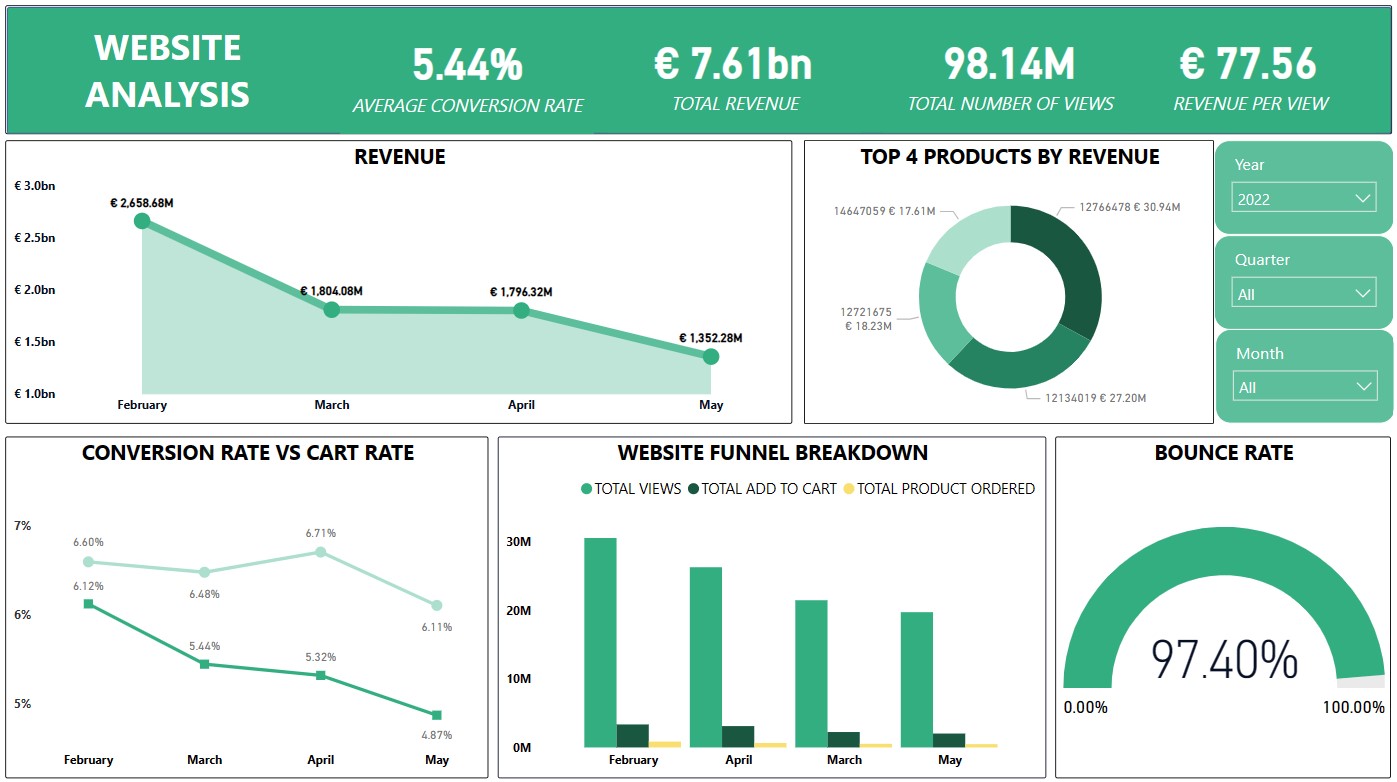 WEBSITE
ANALYSIS
5.44%
AVERAGE CONVERSION RATE
€ 7.61bn
TOTAL REVENUE
98.14M
TOTAL NUMBER OF VIEWS
€ 77.56
REVENUE PER VIEW
REVENUE
€ 3.0bn
€ 2.5bn
€ 2.0bn
€ 1.5bn
€ 1.0bn
€ 2,658.68M
€ 1,804.08M
€ 1,796.32M
€ 1,352.28M
February
March
April
May
TOP 4 PRODUCTS BY REVENUE
14647059 € 17.61M
12766478 € 30.94M
12721675
€ 18.23M
12134019 € 27.20M
Year
2022
Quarter
All
Month
All
CONVERSION RATE VS CART RATE
7%
6%
5%
6.60%
6.48%
6.71%
6.11%
6.12%
5.44%
5.32%
4.87%
February
March
April
May
WEBSITE FUNNEL BREAKDOWN
TOTAL VIEWS
TOTAL ADD TO CART
TOTAL PRODUCT ORDERED
30M
20M
10M
0M
February
April
March
May
BOUNCE RATE
97.40%
0.00%
100.00%